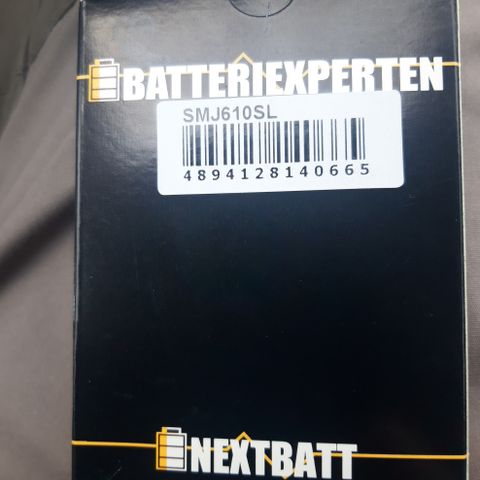 BATTERIEXPERTEN
SMJ610SL
4894128140665
NEXTBATT